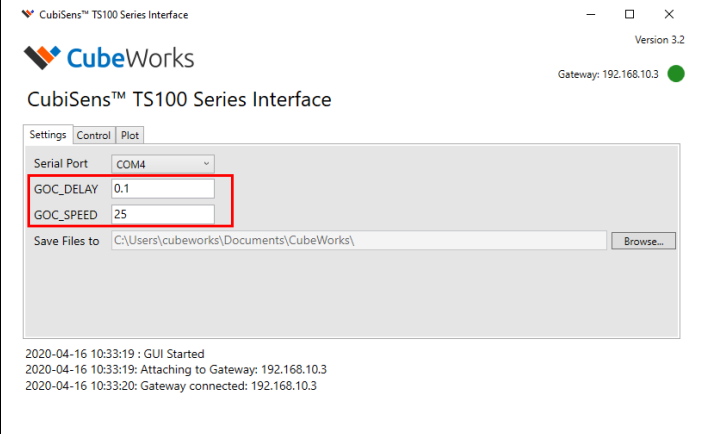 CubiSens™ TS100 Series Interface
Version 3.2
CubeWorks
Gateway: 192.168.10.3
CubiSens™ TS100 Series Interface
Settings Control Plot
Serial Port COM4
GOC_DELAY 0.1
GOC_SPEED 25
Save Files to C:\Users\cubeworks\Documents\CubeWorks\ Browse...
2020-04-16 10:33:19 : GUI Started
2020-04-16 10:33:19: Attaching to Gateway: 192.168.10.3
2020-04-16 10:33:20: Gateway connected: 192.168.10.3